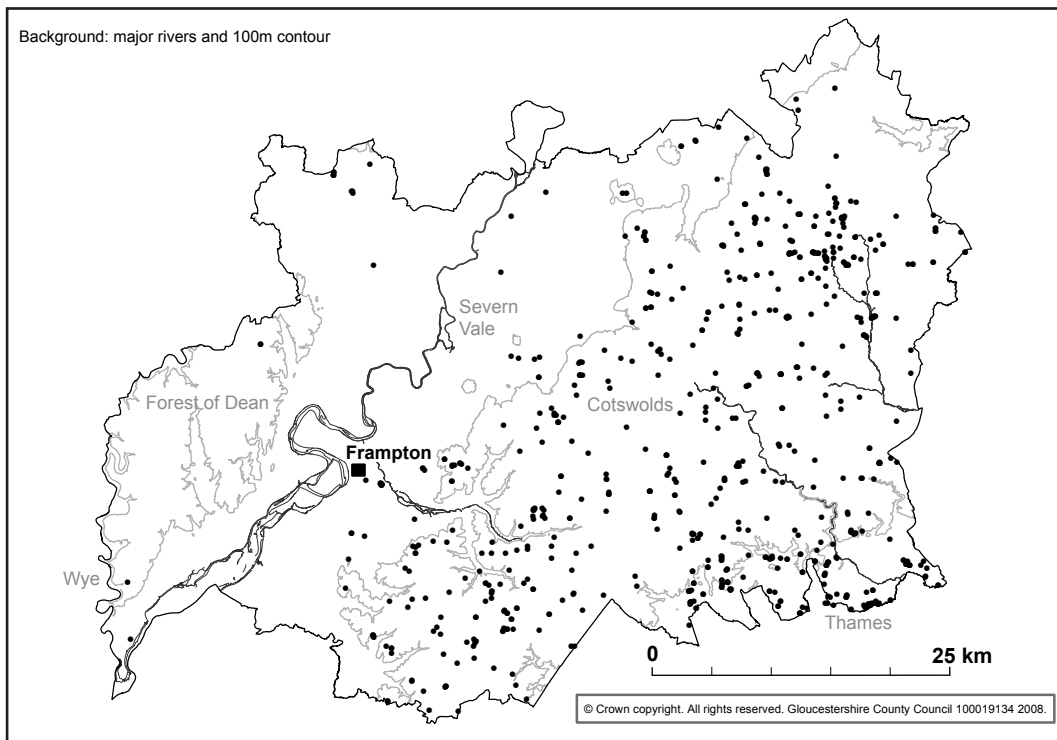 Background: major rivers and 100m contour
Severn
Vale
Forest of Dean
Cotswolds
Frampton
Wye
Thames
0 25 km
© Crown copyright. All rights reserved. Gloucestershire County Council 100019134 2008.